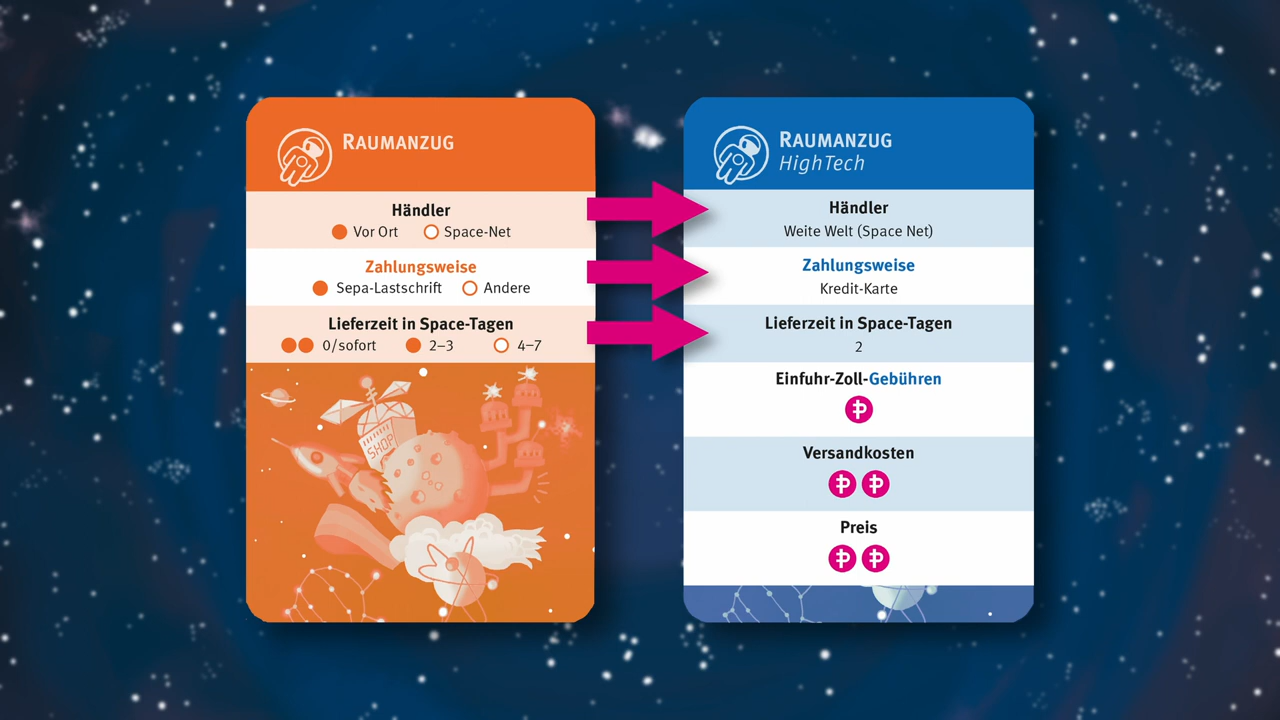 RAUMANZUG
Händler
Vor Ort Space-Net
Zahlungsweise
Sepa-Lastschrift Andere
Lieferzeit in Space-Tagen
0/sofort 2–3 4–7
SHOP
RAUMANZUG
HighTech
Händler
Weite Welt (Space Net)
Zahlungsweise
Kredit-Karte
Lieferzeit in Space-Tagen
2
Einfuhr-Zoll-Gebühren
Versandkosten
Preis